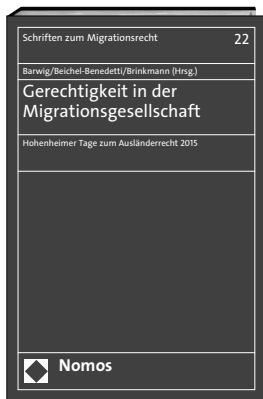 Schriften zum Migrationsrecht 22
Barwig/Beichel-Benedetti/Brinkmann (Hrsg.)
Gerechtigkeit in der
Migrationsgesellschaft
Hohenheimer Tage zum Ausländerrecht 2015
Nomos